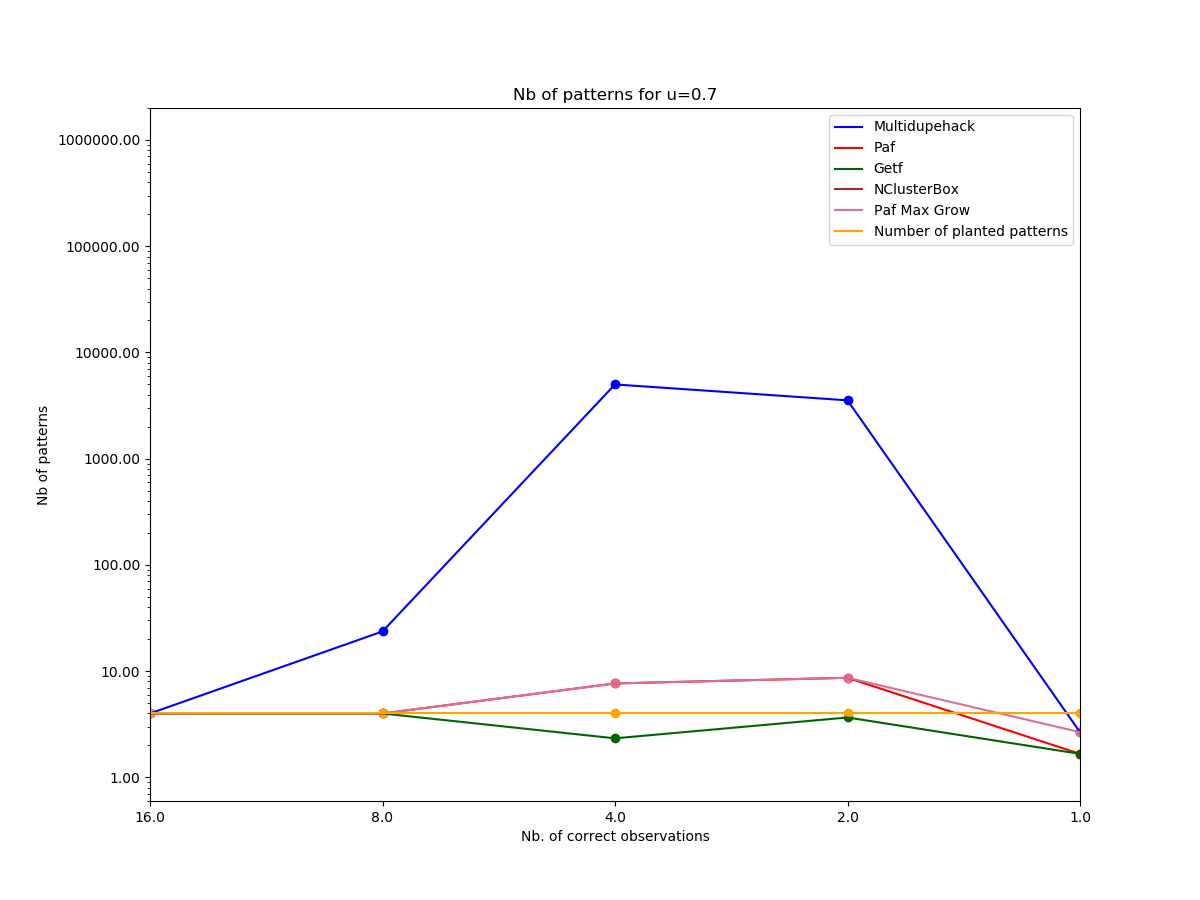 Nb of patterns for u=0.7
Multidupehack
Paf
Getf
NClusterBox
Paf Max Grow
Number of planted patterns
1000000.00
100000.00
10000.00
1000.00
100.00
10.00
1.00
Nb of patterns
16.0 8.0 4.0 2.0 1.0
Nb. of correct observations